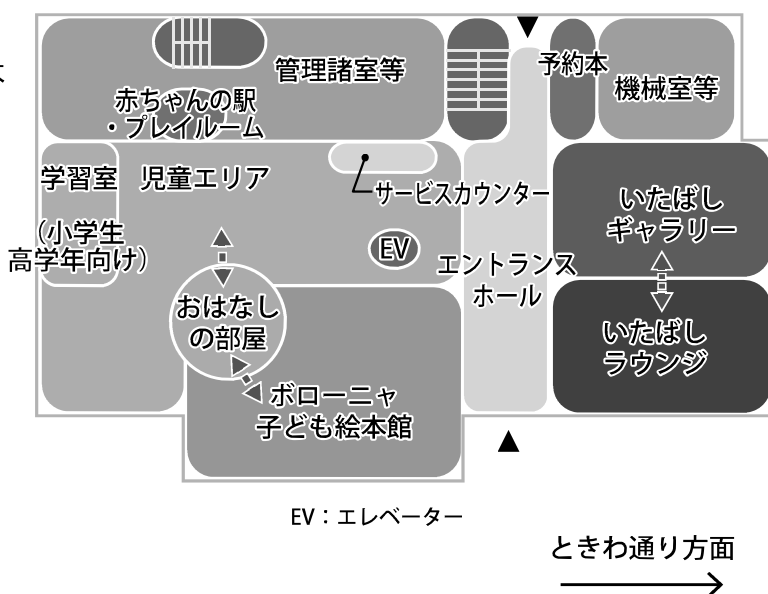 管理諸室等
予約本
機械室等
赤ちゃんの駅
・プレイルーム
学習室
(小学生
高学年向け)
児童エリア
サービスカウンター
EV
エントランス
ホール
いたばし
ギャラリー
いたばし
ラウンジ
おはなし
の部屋
ボローニャ
子ども絵本館
EV：エレベーター
ときわ通り方面